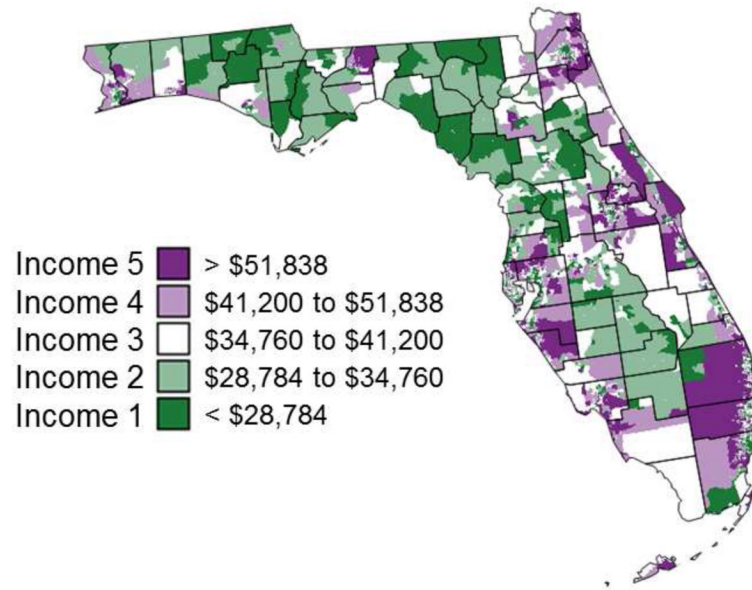 Income 5 > $51,838
Income 4 $41,200 to $51,838
Income 3 $34,760 to $41,200
Income 2 $28,784 to $34,760
Income 1 < $28,784